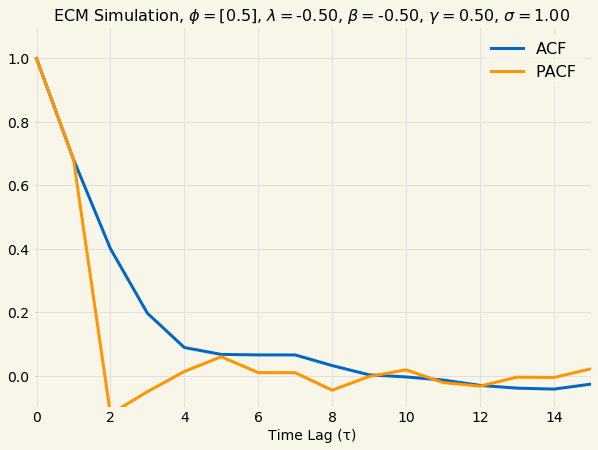 ECM Simulation, ϕ = [0.5], λ = -0.50, β = -0.50, γ = 0.50, σ = 1.00
ACF
PACF
1.0
0.8
0.6
0.4
0.2
0.0
0 2 4 6 8 10 12 14
Time Lag (τ)